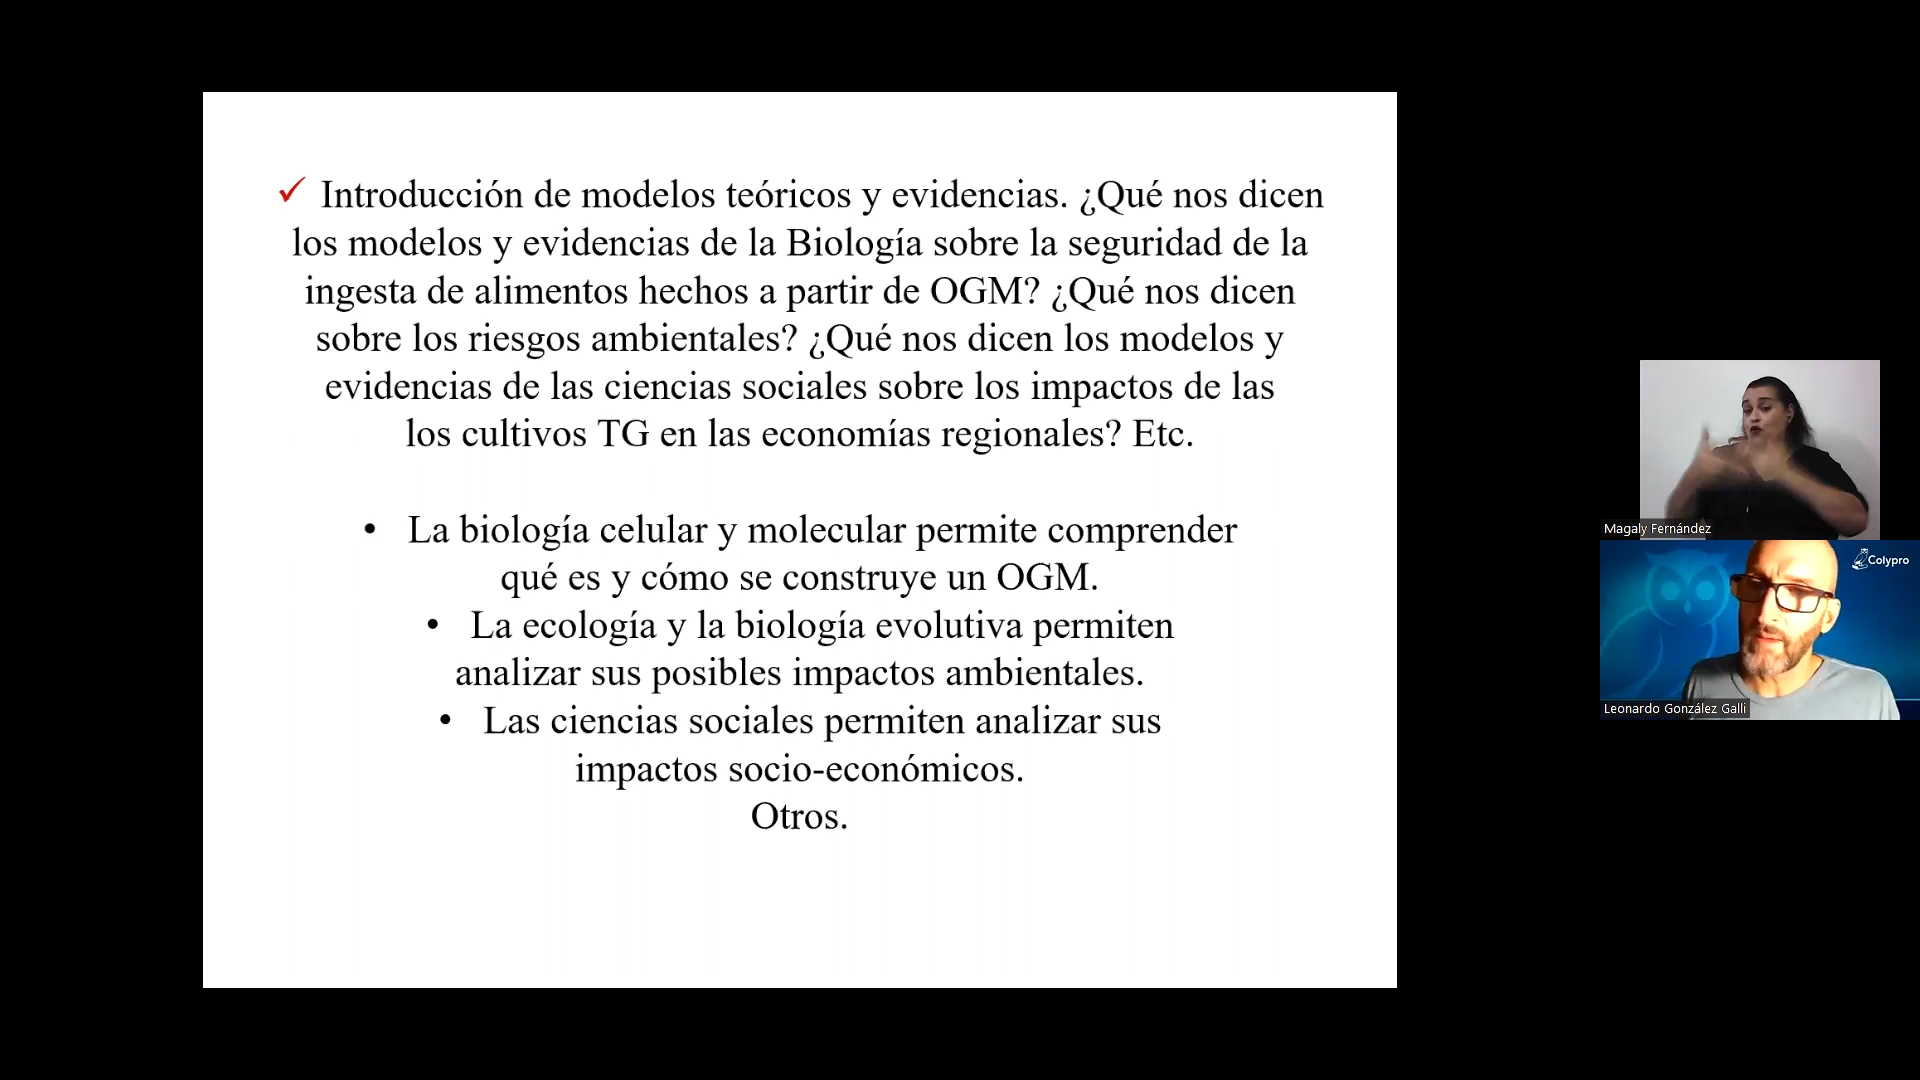 ✓ Introducción de modelos teóricos y evidencias. ¿Qué nos dicen
los modelos y evidencias de la Biología sobre la seguridad de la
ingesta de alimentos hechos a partir de OGM? ¿Qué nos dicen
sobre los riesgos ambientales? ¿Qué nos dicen los modelos y
evidencias de las ciencias sociales sobre los impactos de las
los cultivos TG en las economías regionales? Etc.
• La biología celular y molecular permite comprender
qué es y cómo se construye un OGM.
• La ecología y la biología evolutiva permiten
analizar sus posibles impactos ambientales.
• Las ciencias sociales permiten analizar sus
impactos socio-económicos.
Otros.
Magaly Fernández
Colypro
Leonardo González Galli